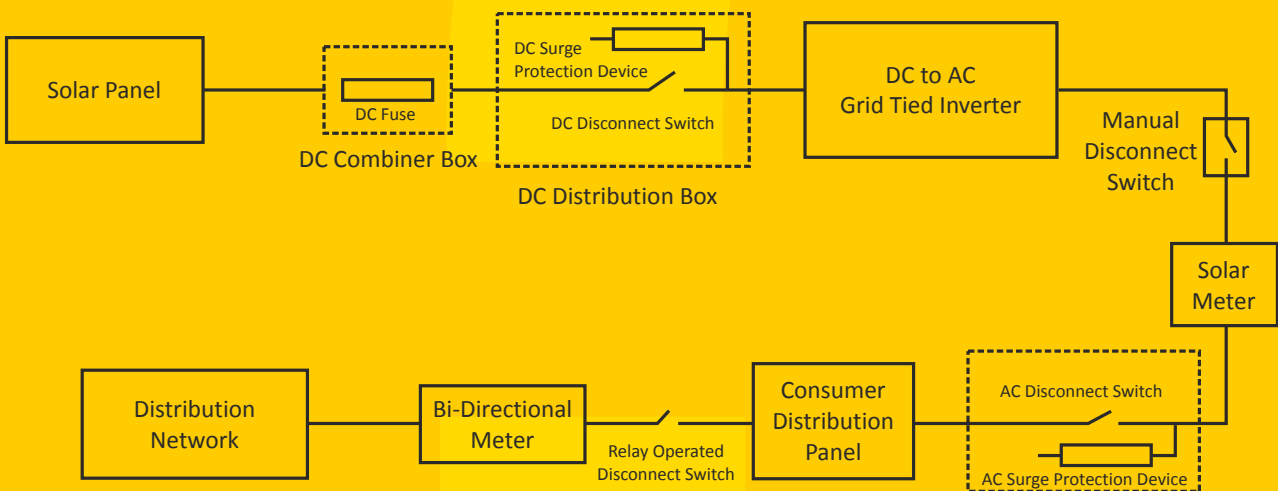 Solar Panel
DC Fuse
DC Combiner Box
DC Surge
Protection Device
DC Disconnect Switch
DC Distribution Box
DC to AC
Grid Tied Inverter
Manual
Disconnect
Switch
Solar
Meter
Distribution
Network
Bi-Directional
Meter
Relay Operated
Disconnect Switch
Consumer
Distribution
Panel
AC Disconnect Switch
AC Surge Protection Device